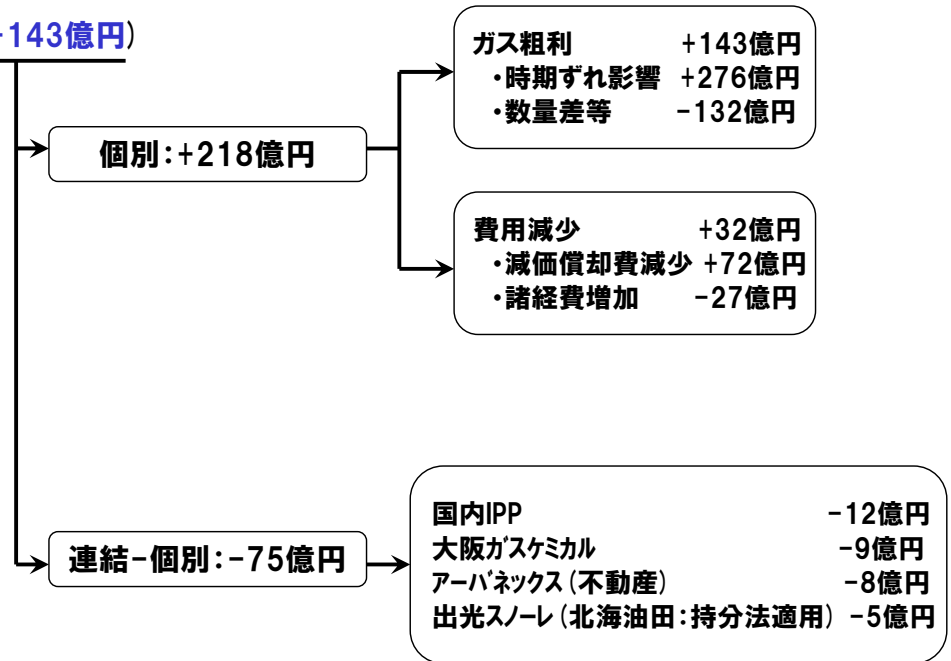 143億円)
個別:+218億円
ガス粗利 +143億円
・時期ずれ影響 +276億円
・数量差等 -132億円
費用減少 +32億円
・減価償却費減少 +72億円
・諸経費増加 -27億円
連結-個別:-75億円
国内IPP -12億円
大阪ガスケミカル -9億円
アーバネックス(不動産) -8億円
出光スノーレ(北海油田:持分法適用) -5億円